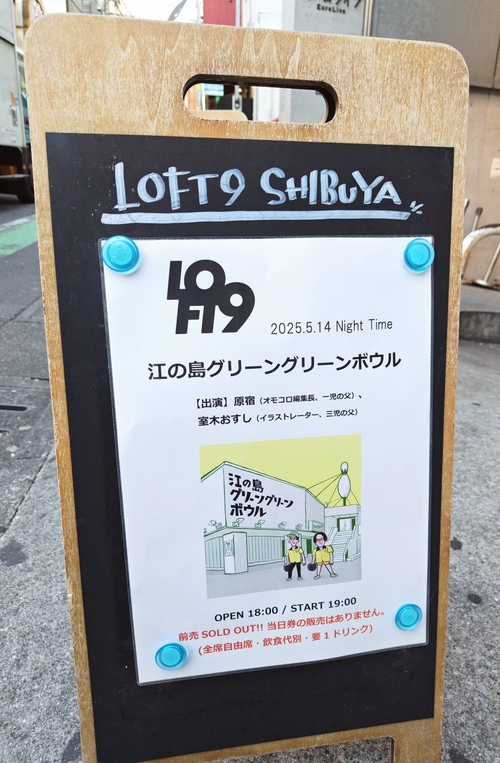 EuroLive
LOFT9 SHIBUYA
LOFT9
2025.5.14 Night Time
江の島グリーングリーンボウル
【出演】原宿（オモコロ編集長、一児の父）、
室木おすし（イラストレーター、三児の父）
江の島
グリーングリーン
ボウル
OPEN 18:00 / START 19:00
前売 SOLD OUT!! 当日券の販売はありません。
(全席自由席・飲食代別・要1ドリンク)